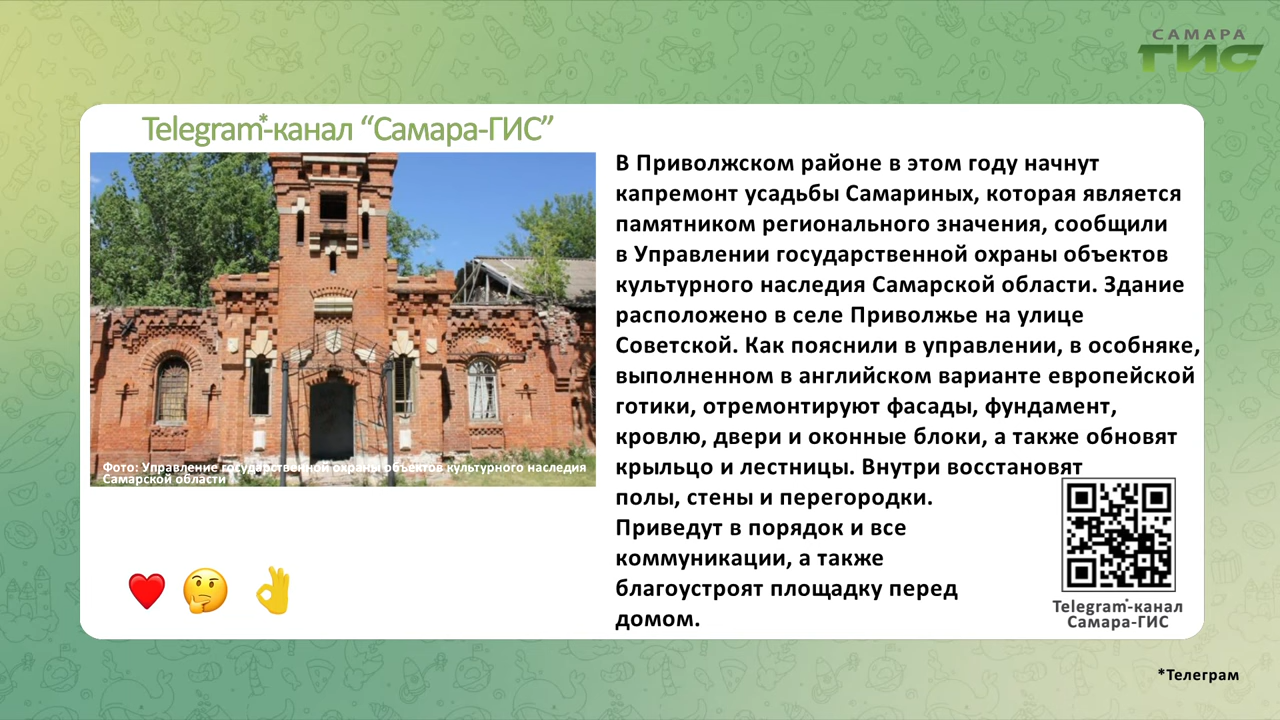 САМАРА
ГИС
Telegram*-канал “Самара-ГИС”
В Приволжском районе в этом году начнут
капремонт усадьбы Самариных, которая является
памятником регионального значения, сообщили
в Управлении государственной охраны объектов
культурного наследия Самарской области. Здание
расположено в селе Приволжье на улице
Советской. Как пояснили в управлении, в особняке,
выполненном в английском варианте европейской
готики, отремонтируют фасады, фундамент,
кровлю, двери и оконные блоки, а также обновят
крыльцо и лестницы. Внутри восстановят
полы, стены и перегородки.
Приведут в порядок и все
коммуникации, а также
благоустроят площадку перед
домом.
Фото: Управление государственной охраны объектов культурного наследия
Самарской области
Telegram*-канал
Самара-ГИС
*Телеграм